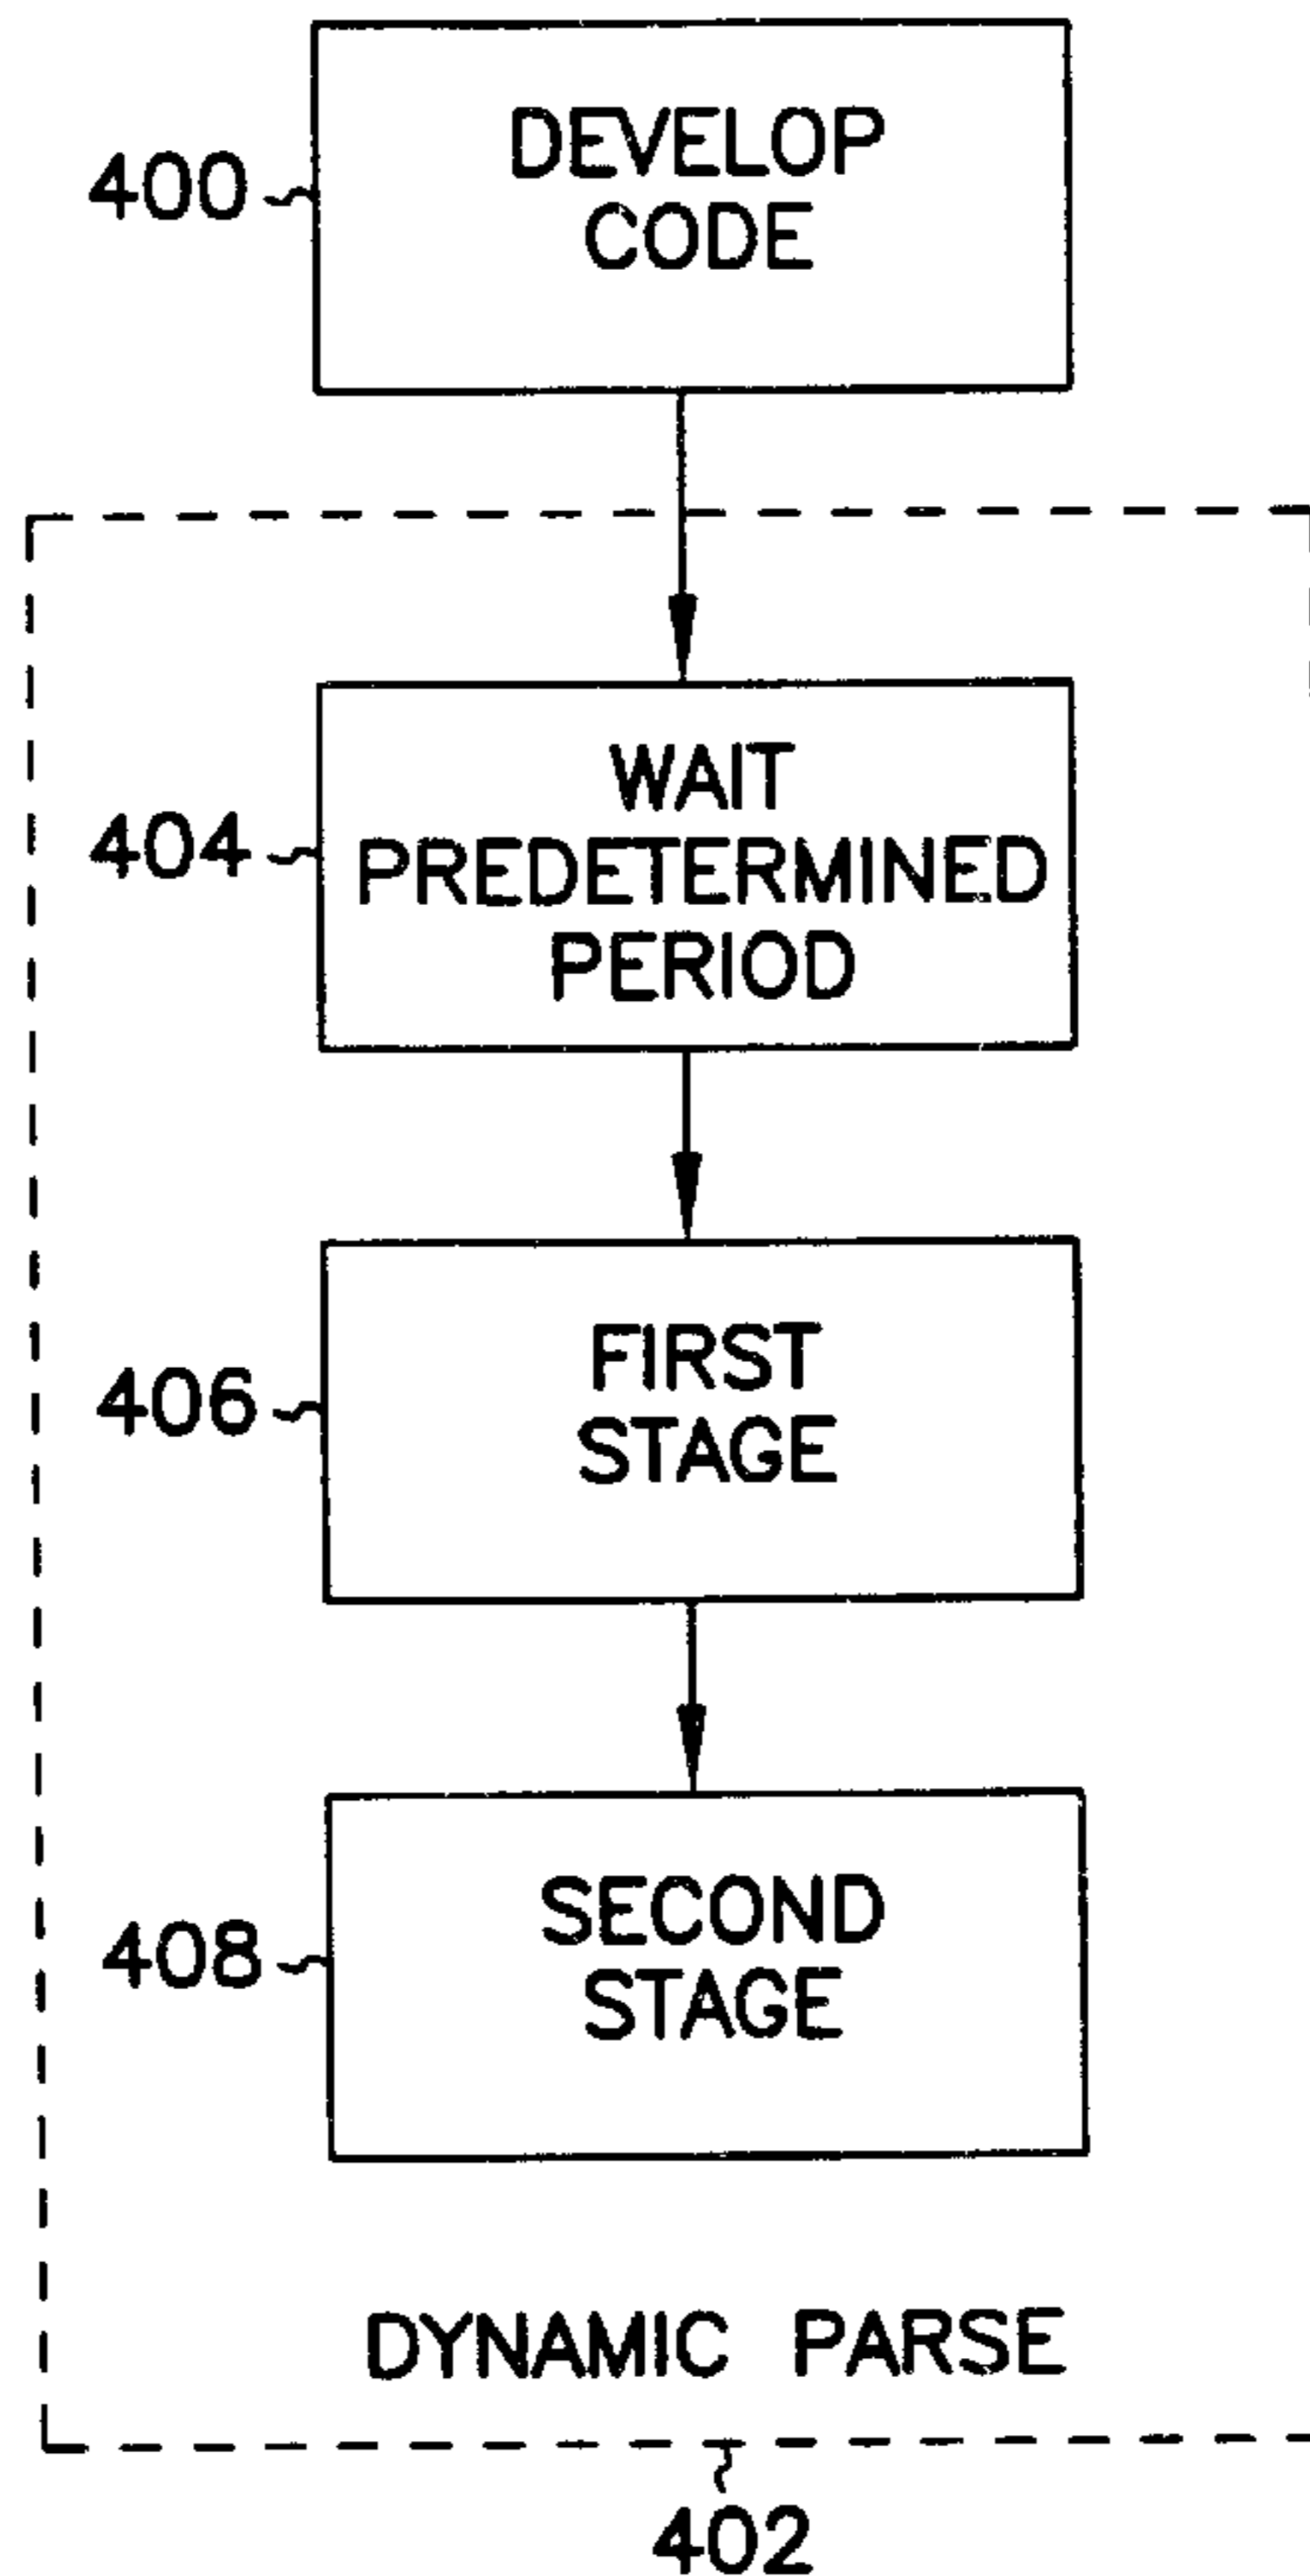 DEVELOP
CODE
400
WAIT
PREDETERMINED
PERIOD
404
FIRST
STAGE
406
SECOND
STAGE
408
DYNAMIC PARSE
402